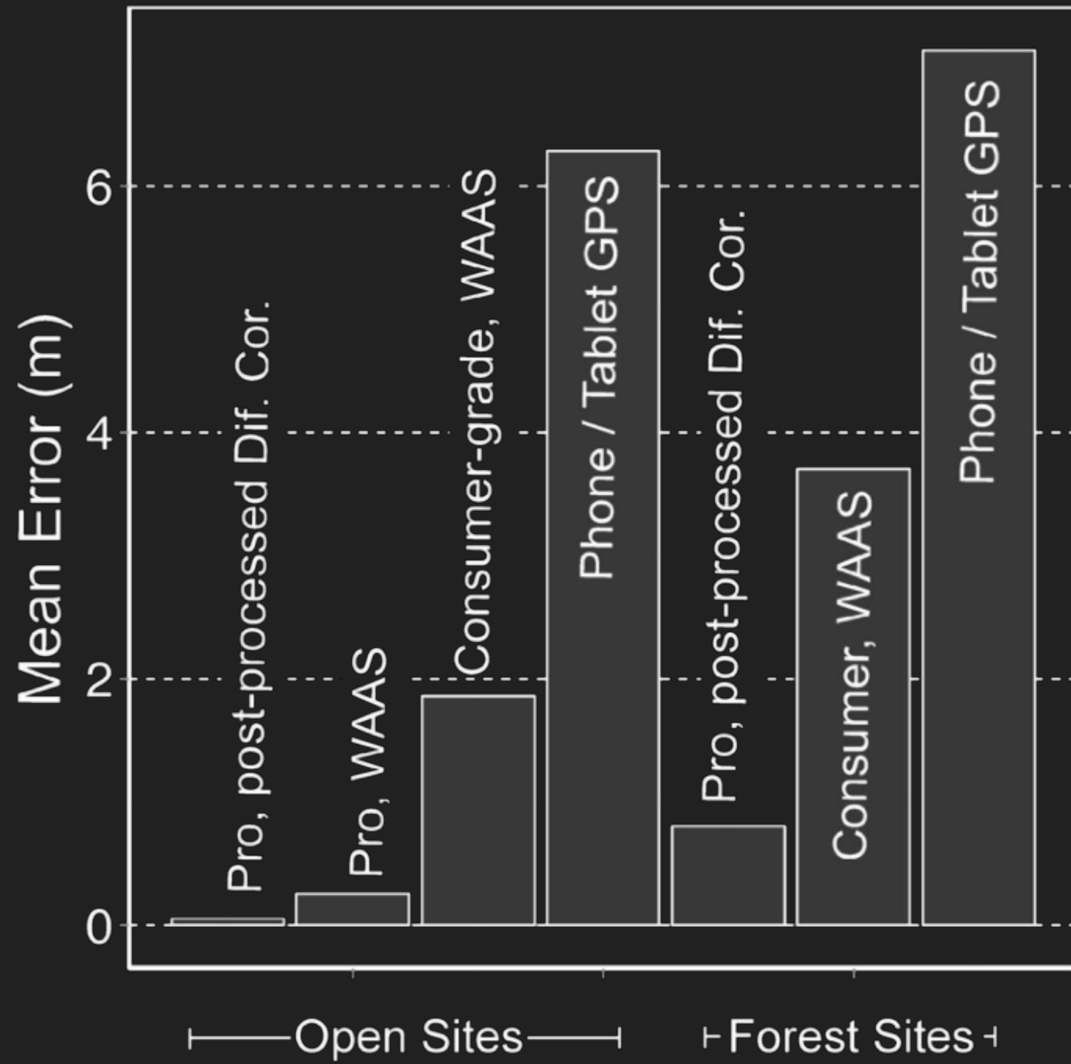 Mean Error (m)
6
4
2
0
Pro, post-processed Dif. Cor.
Pro, WAAS
Consumer-grade, WAAS
Phone / Tablet GPS
Pro, post-processed Dif. Cor.
Consumer, WAAS
Phone / Tablet GPS
Open Sites
Forest Sites